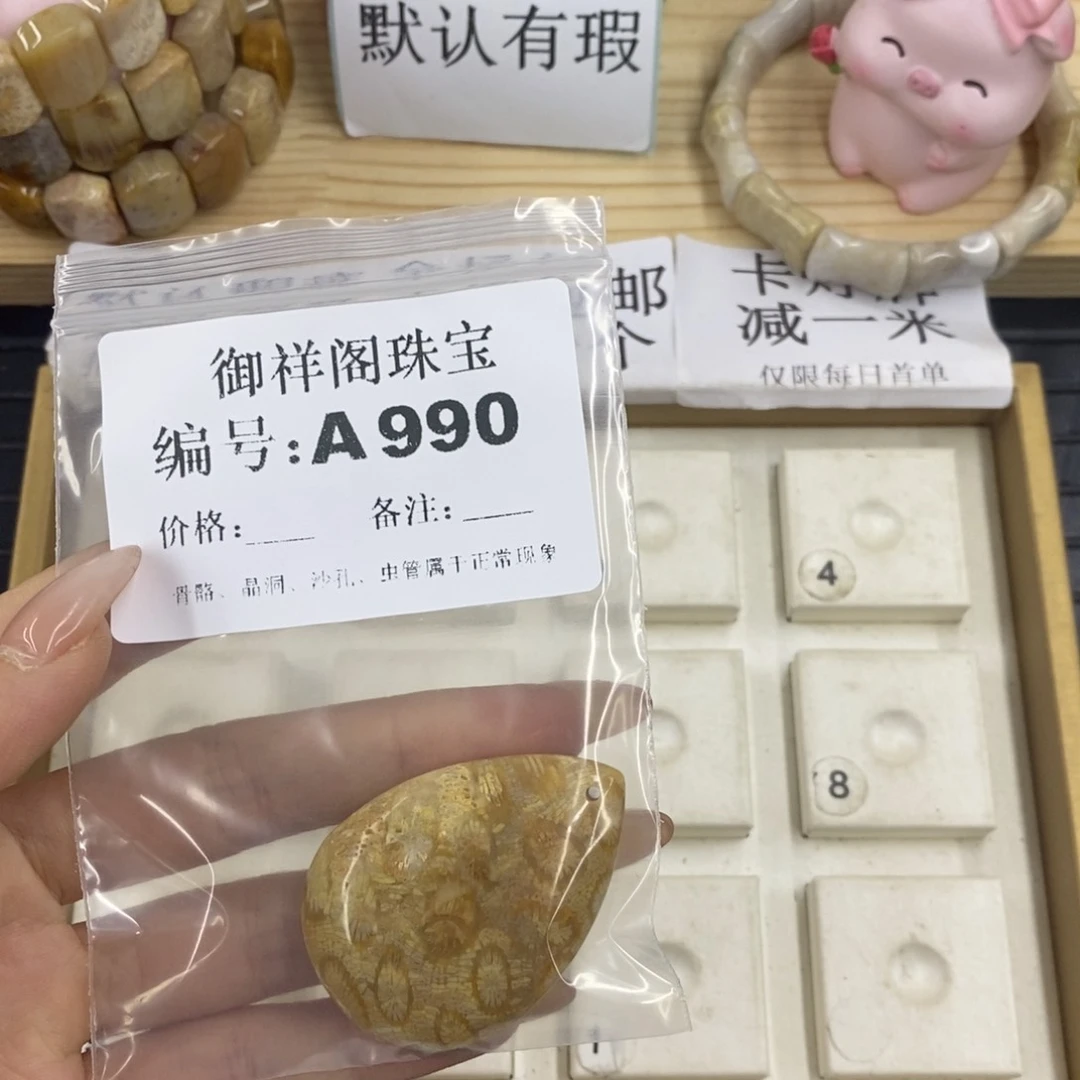 默认有瑕
邮
个
减一米
仅限每日首单
御祥阁珠宝
编号:A990
价格:____ 备注:____
骨骼、晶洞、沙孔、虫管属于正常现象
4
8